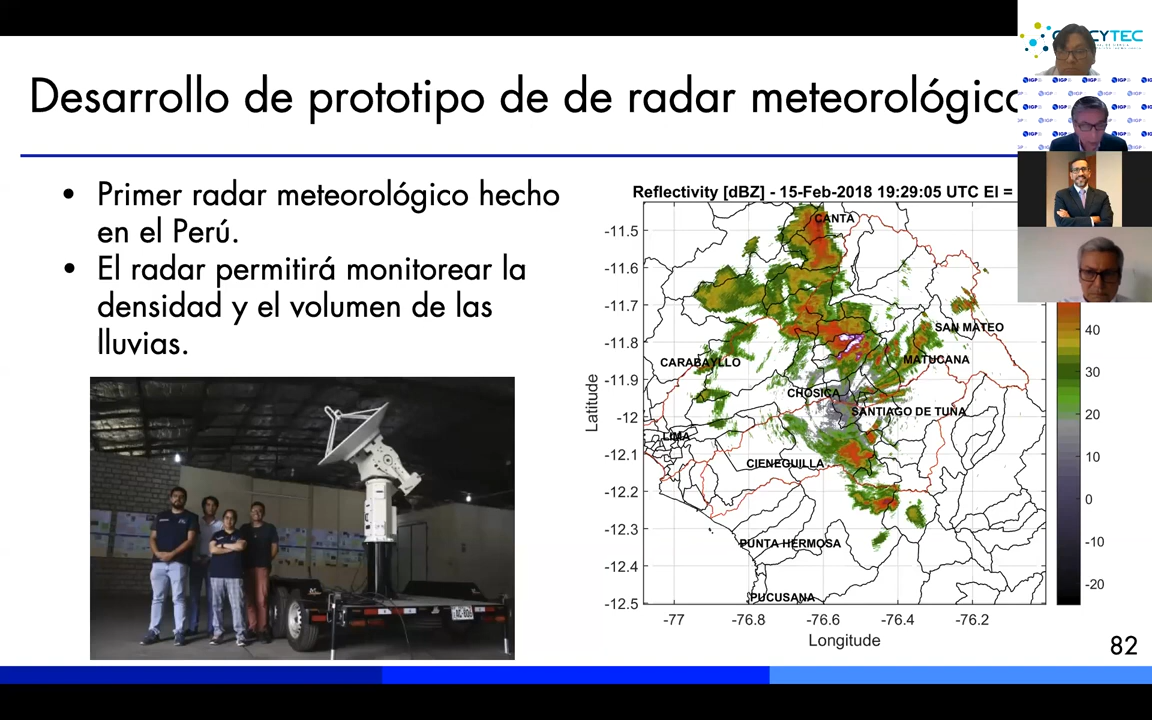 Desarrollo de prototipo de de radar meteorológico
CYTEC
• Primer radar meteorológico hecho
en el Perú.
• El radar permitirá monitorear la
densidad y el volumen de las
lluvias.
Reflectivity [dBZ] - 15-Feb-2018 19:29:05 UTC El =
-11.5
-11.6
-11.7
-11.8
-11.9
-12
-12.1
-12.2
-12.3
-12.4
-12.5
Latitude
CANTA
SAN MATEO
CARABAYLLO
MATUCANA
CHOSICA
SANTIAGO DE TUNA
LIMA
CIENEGUILLA
PUNTA HERMOSA
PUCUSANA
-77
-76.8
-76.6
-76.4
-76.2
Longitude
40
30
20
10
0
-10
-20
IGP
82